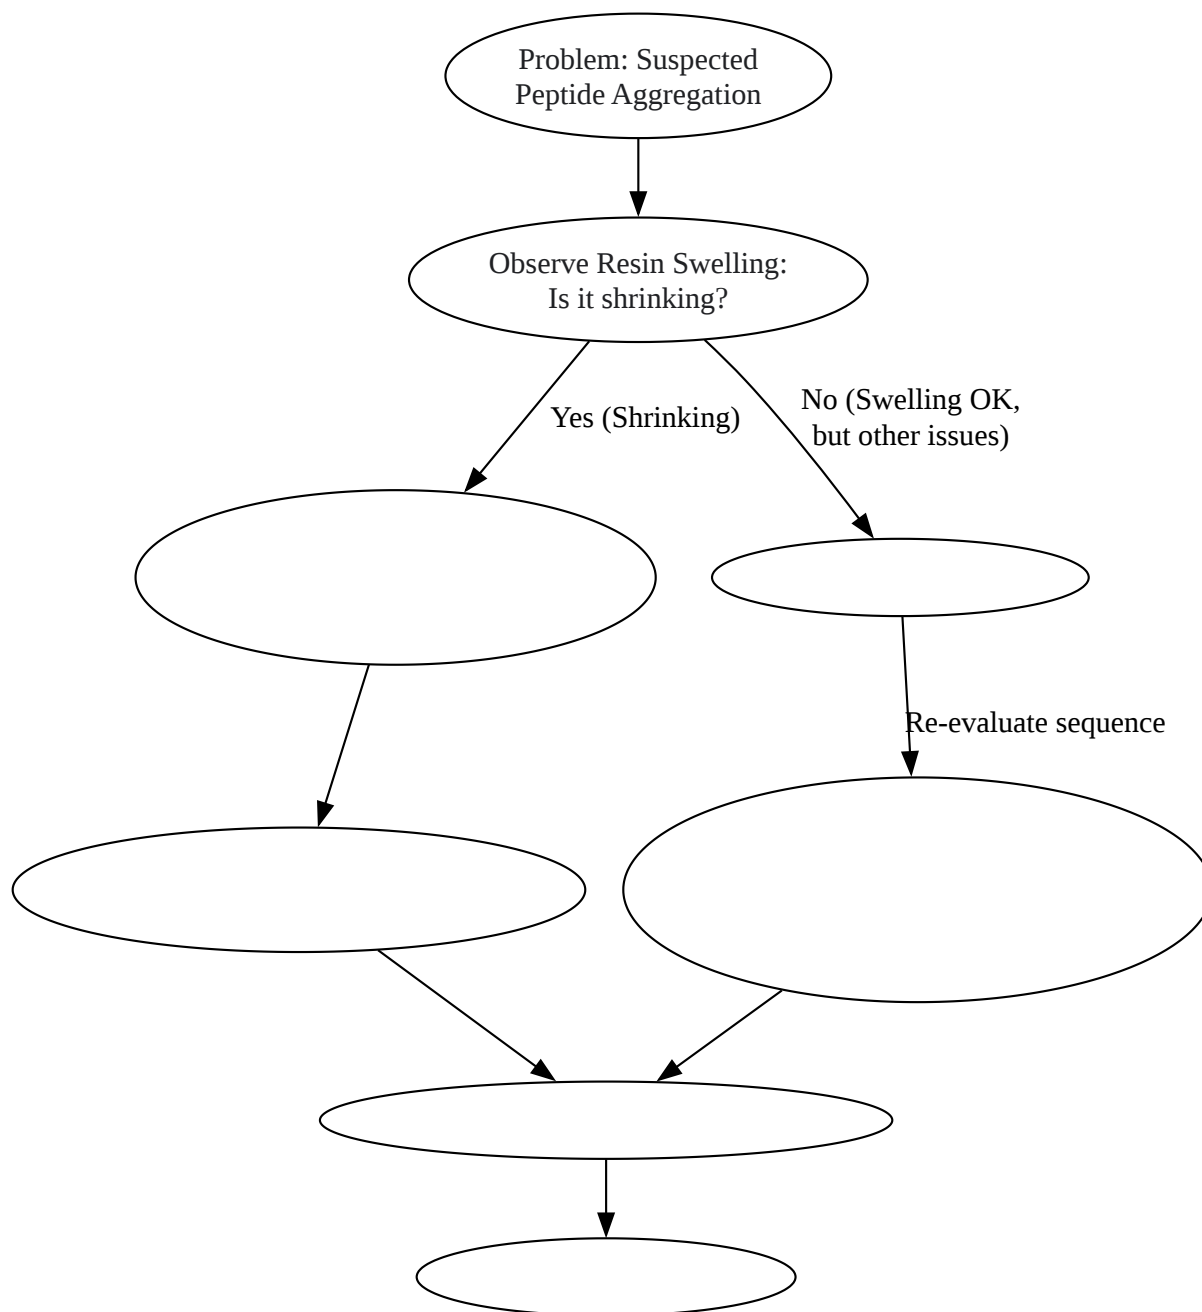 Problem: Suspected
Peptide Aggregation
Observe Resin Swelling:
Is it shrinking?
Yes (Shrinking)
No (Swelling OK,
but other issues)
Re-evaluate sequence